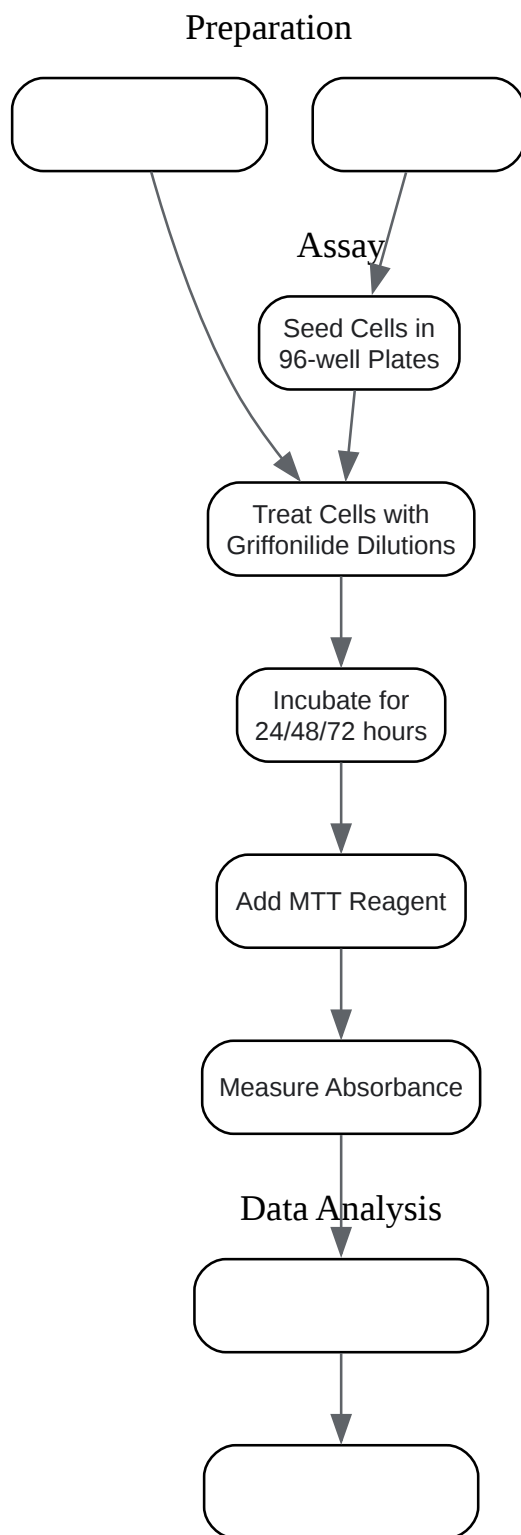 Preparation
Assay
Seed Cells in
96-well Plates
Treat Cells with
Griffonilide Dilutions
Incubate for
24/48/72 hours
Add MTT Reagent
Measure Absorbance
Data Analysis